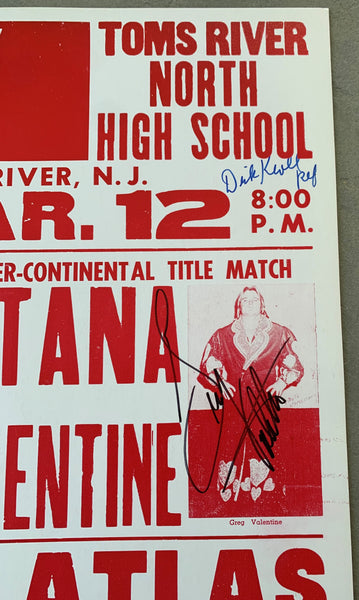 TOMS RIVER
NORTH
HIGH SCHOOL
RIVER, N. J.
Dick Kroll
ref
AR. 12 8:00
P. M.
ER-CONTINENTAL TITLE MATCH
TANA
ENTINE
Greg Valentine
ATLAS